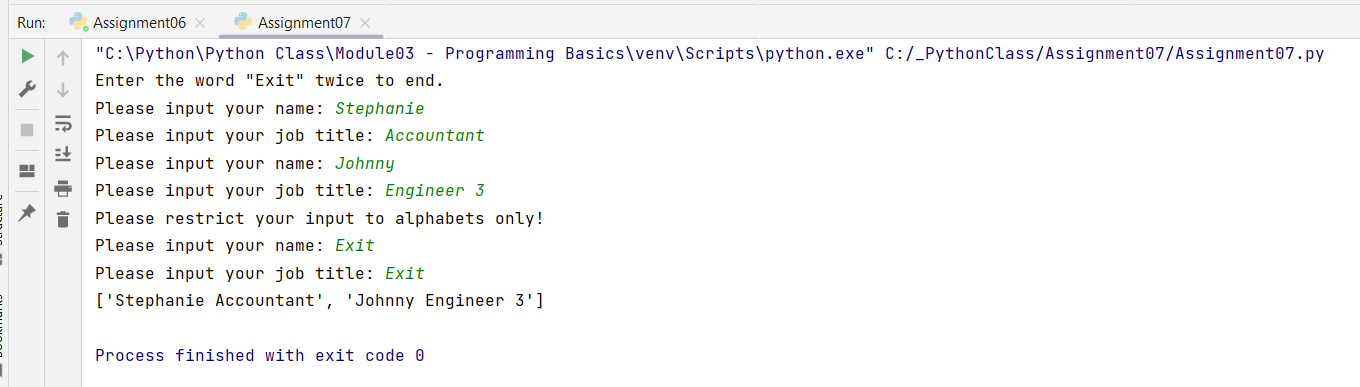 Run: Assignment06 × Assignment07 ×
"C:\Python\Python Class\Module03 - Programming Basics\venv\Scripts\python.exe" C:/_PythonClass/Assignment07/Assignment07.py
Enter the word "Exit" twice to end.
Please input your name: Stephanie
Please input your job title: Accountant
Please input your name: Johnny
Please input your job title: Engineer 3
Please restrict your input to alphabets only!
Please input your name: Exit
Please input your job title: Exit
['Stephanie Accountant', 'Johnny Engineer 3']
Process finished with exit code 0